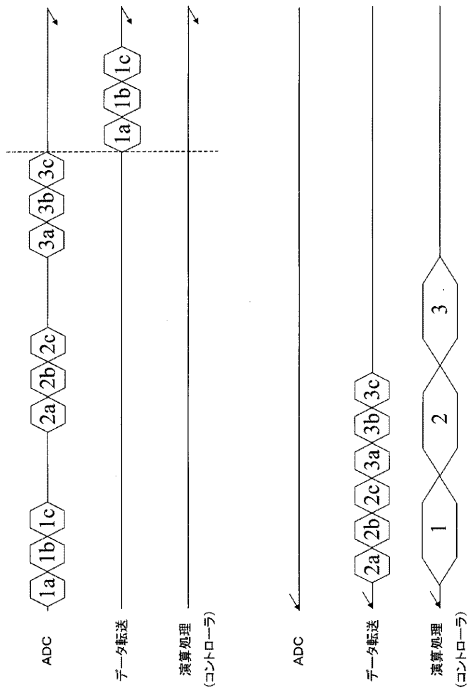 ADC
1a 1b 1c 2a 2b 2c 3a 3b 3c
データ転送
1a 1b 1c
演算処理
(コントローラ)
ADC
データ転送
2a 2b 2c 3a 3b 3c
演算処理
(コントローラ)
1 2 3